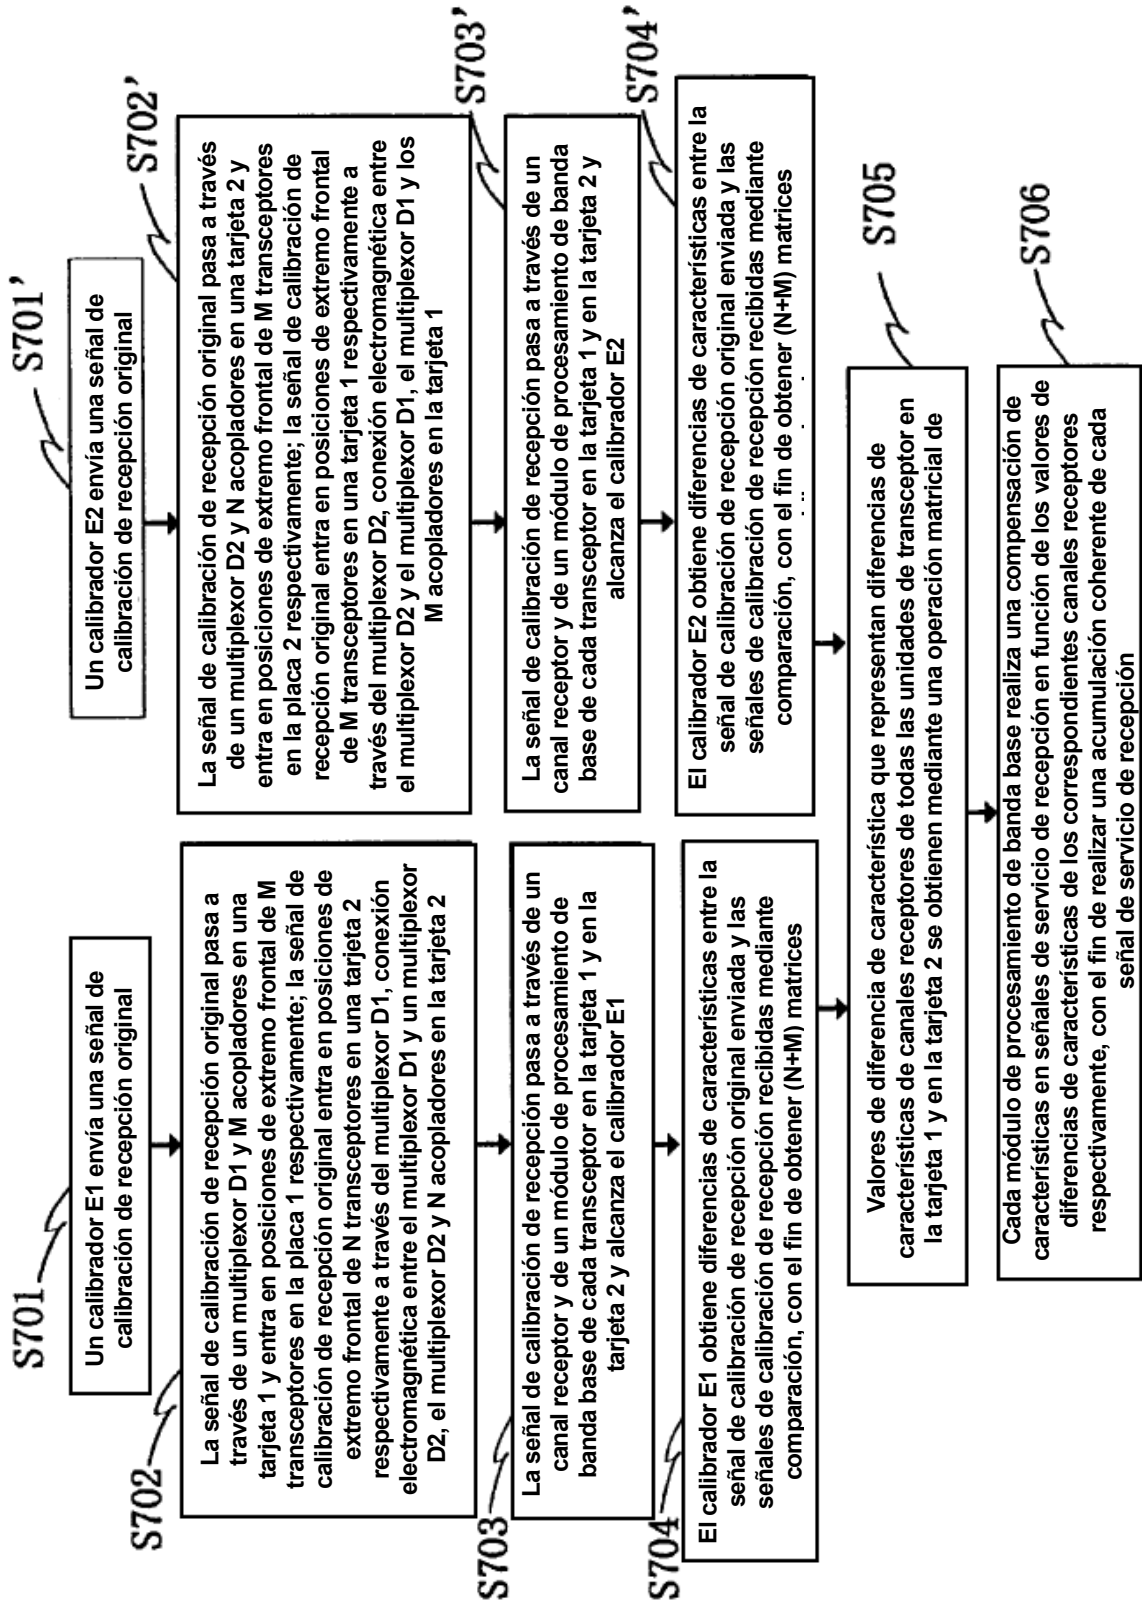 S701
Un calibrador E1 envía una señal de
calibración de recepción original
S702
La señal de calibración de recepción original pasa a
través de un multiplexor D1 y M acopladores en una
tarjeta 1 y entra en posiciones de extremo frontal de M
transceptores en la placa 1 respectivamente; la señal de
calibración de recepción original entra en posiciones de
extremo frontal de N transceptores en una tarjeta 2
respectivamente a través del multiplexor D1, conexión
electromagnética entre el multiplexor D1 y un multiplexor
D2, el multiplexor D2 y N acopladores en la tarjeta 2
S703
La señal de calibración de recepción pasa a través de un
canal receptor y de un módulo de procesamiento de
banda base de cada transceptor en la tarjeta 1 y en la
tarjeta 2 y alcanza el calibrador E1
S704
El calibrador E1 obtiene diferencias de características entre la
señal de calibración de recepción original enviada y las
señales de calibración de recepción recibidas mediante
comparación, con el fin de obtener (N+M) matrices
S701'
Un calibrador E2 envía una señal de
calibración de recepción original
S702'
La señal de calibración de recepción original pasa a través
de un multiplexor D2 y N acopladores en una tarjeta 2 y
entra en posiciones de extremo frontal de M transceptores
en la placa 2 respectivamente; la señal de calibración de
recepción original entra en posiciones de extremo frontal
de M transceptores en una tarjeta 1 respectivamente a
través del multiplexor D2, conexión electromagnética entre
el multiplexor D2 y el multiplexor D1, el multiplexor D1 y los
M acopladores en la tarjeta 1
S703'
La señal de calibración de recepción pasa a través de un
canal receptor y de un módulo de procesamiento de banda
base de cada transceptor en la tarjeta 1 y en la tarjeta 2 y
alcanza el calibrador E2
S704'
El calibrador E2 obtiene diferencias de características entre la
señal de calibración de recepción original enviada y las
señales de calibración de recepción recibidas mediante
comparación, con el fin de obtener (N+M) matrices
S705
Valores de diferencia de característica que representan diferencias de
características de canales receptores de todas las unidades de transceptor en
la tarjeta 1 y en la tarjeta 2 se obtienen mediante una operación matricial de
S706
Cada módulo de procesamiento de banda base realiza una compensación de
características en señales de servicio de recepción en función de los valores de
diferencias de características de los correspondientes canales receptores
respectivamente, con el fin de realizar una acumulación coherente de cada
señal de servicio de recepción